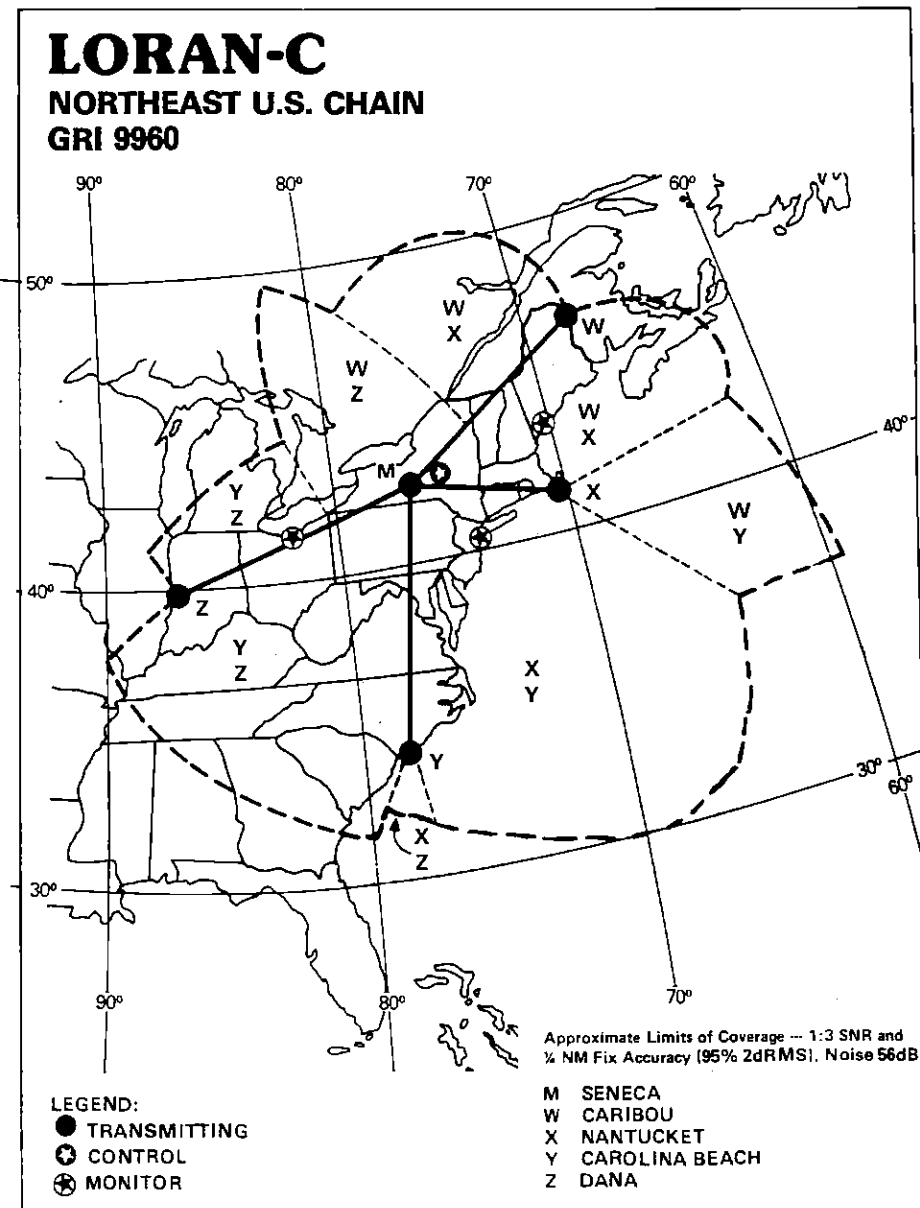 LORAN-C
NORTHEAST U.S. CHAIN
GRI 9960
90° 80° 70° 60°
50°
W
X
W
W
Z
W
X
40°
M
X
Y
Z
W
Y
40°
Z
Y
Z
X
Y
Y
30°
60°
X
Z
30°
90° 80° 70°
Approximate Limits of Coverage -- 1:3 SNR and
¼ NM Fix Accuracy (95% 2dRMS), Noise 56dB
LEGEND:
TRANSMITTING
CONTROL
MONITOR
M SENECA
W CARIBOU
X NANTUCKET
Y CAROLINA BEACH
Z DANA